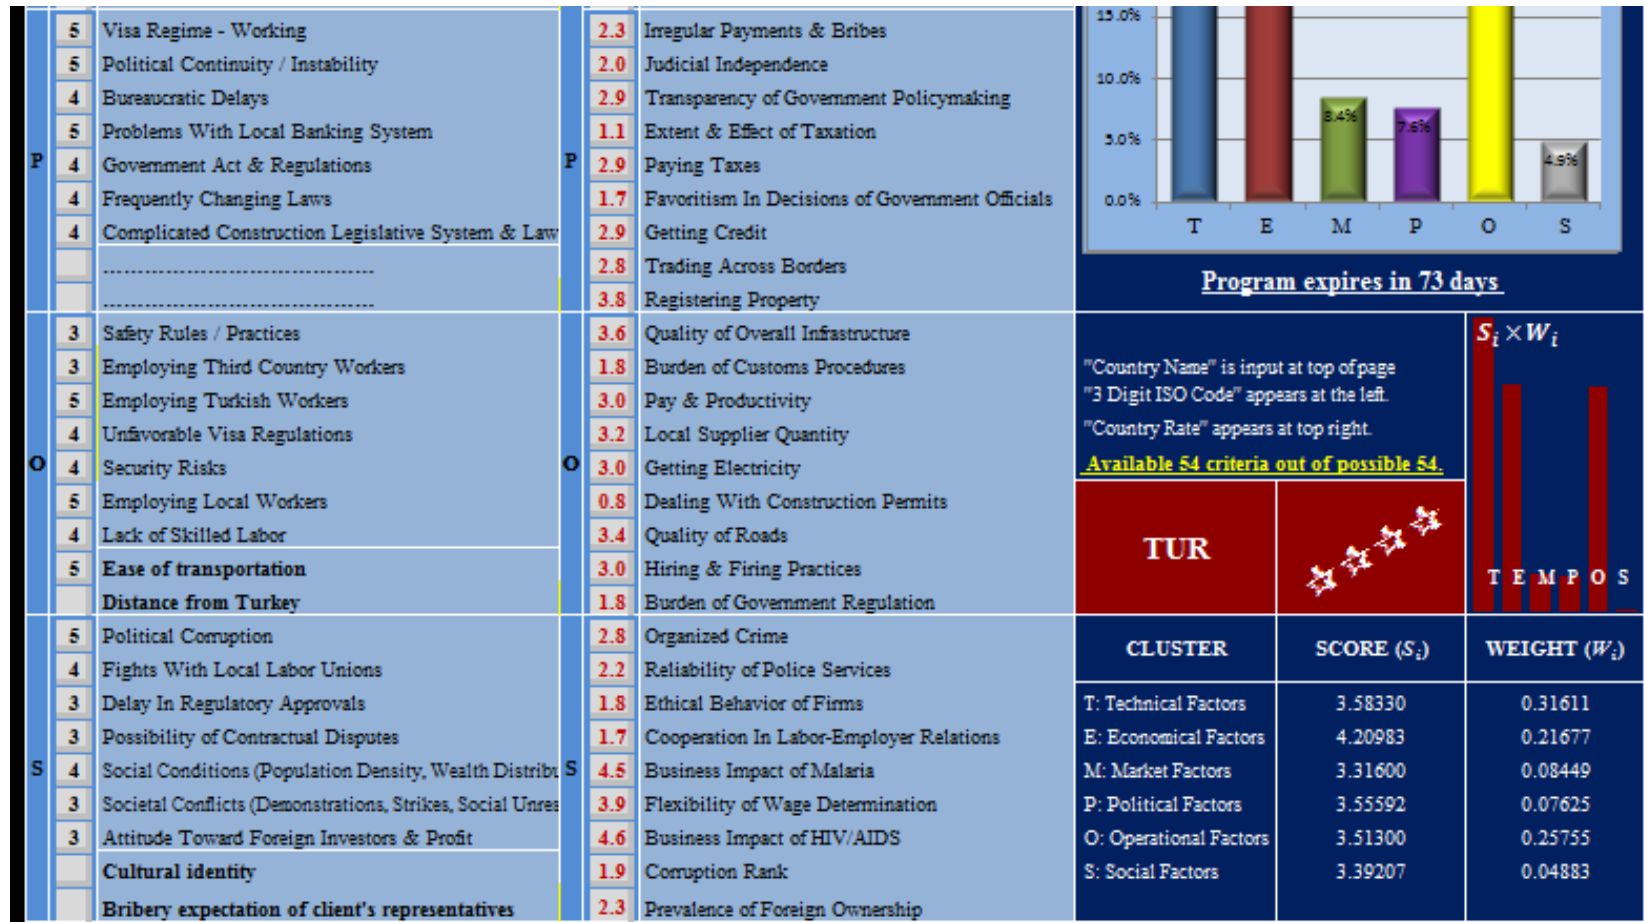 P
5 Visa Regime - Working
5 Political Continuity / Instability
4 Bureaucratic Delays
5 Problems With Local Banking System
4 Government Act & Regulations
4 Frequently Changing Laws
4 Complicated Construction Legislative System & Law
........................................
........................................
P
2.3 Irregular Payments & Bribes
2.0 Judicial Independence
2.9 Transparency of Government Policymaking
1.1 Extent & Effect of Taxation
2.9 Paying Taxes
1.7 Favoritism In Decisions of Government Officials
2.9 Getting Credit
2.8 Trading Across Borders
3.8 Registering Property
15.0%
10.0%
5.0%
0.0%
8.4%
7.6%
4.9%
T E M P O S
Program expires in 73 days
O
3 Safety Rules / Practices
3 Employing Third Country Workers
5 Employing Turkish Workers
4 Unfavorable Visa Regulations
4 Security Risks
5 Employing Local Workers
4 Lack of Skilled Labor
5 Ease of transportation
Distance from Turkey
O
3.6 Quality of Overall Infrastructure
1.8 Burden of Customs Procedures
3.0 Pay & Productivity
3.2 Local Supplier Quantity
3.0 Getting Electricity
0.8 Dealing With Construction Permits
3.4 Quality of Roads
3.0 Hiring & Firing Practices
1.8 Burden of Government Regulation
"Country Name" is input at top of page
"3 Digit ISO Code" appears at the left.
"Country Rate" appears at top right.
Available 54 criteria out of possible 54.
TUR
Si×Wi
T E M P O S
S
5 Political Corruption
4 Fights With Local Labor Unions
3 Delay In Regulatory Approvals
3 Possibility of Contractual Disputes
4 Social Conditions (Population Density, Wealth Distribu
3 Societal Conflicts (Demonstrations, Strikes, Social Unres
3 Attitude Toward Foreign Investors & Profit
Cultural identity
Bribery expectation of client's representatives
S
2.8 Organized Crime
2.2 Reliability of Police Services
1.8 Ethical Behavior of Firms
1.7 Cooperation In Labor-Employer Relations
4.5 Business Impact of Malaria
3.9 Flexibility of Wage Determination
4.6 Business Impact of HIV/AIDS
1.9 Corruption Rank
2.3 Prevalence of Foreign Ownership
CLUSTER SCORE (Si) WEIGHT (Wi)
T: Technical Factors 3.58330 0.31611
E: Economical Factors 4.20983 0.21677
M: Market Factors 3.31600 0.08449
P: Political Factors 3.55592 0.07625
O: Operational Factors 3.51300 0.25755
S: Social Factors 3.39207 0.04883